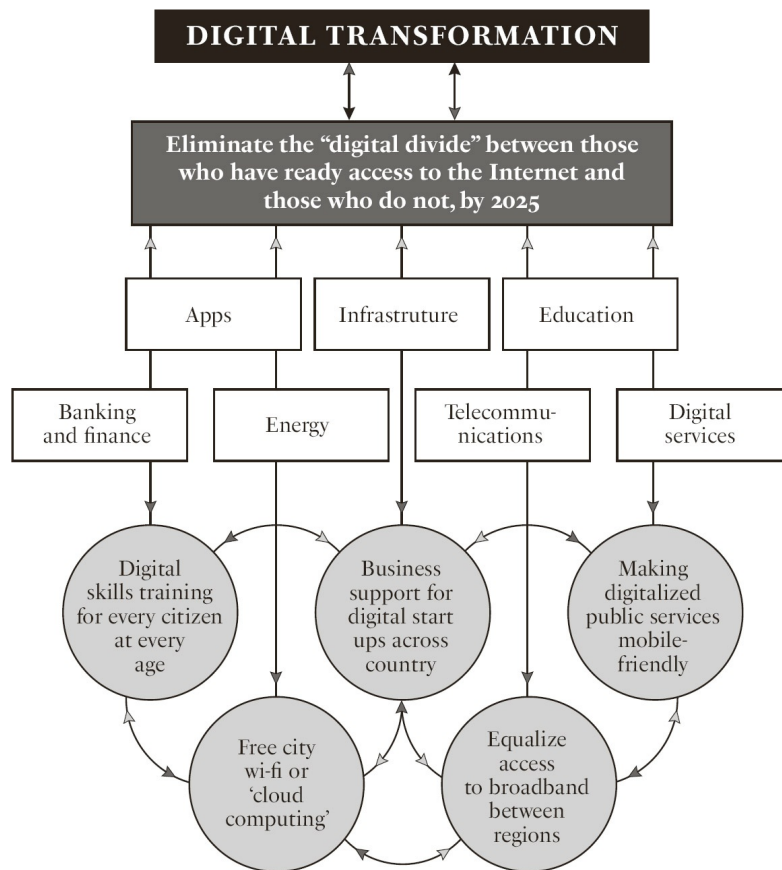 DIGITAL TRANSFORMATION
Eliminate the “digital divide” between those
who have ready access to the Internet and
those who do not, by 2025
Apps
Infrastruture
Education
Banking
and finance
Energy
Telecommu-
nications
Digital
services
Digital
skills training
for every citizen
at every
age
Business
support for
digital start
ups across
country
Making
digitalized
public services
mobile-
friendly
Free city
wi-fi or
‘cloud
computing’
Equalize
access
to broadband
between
regions